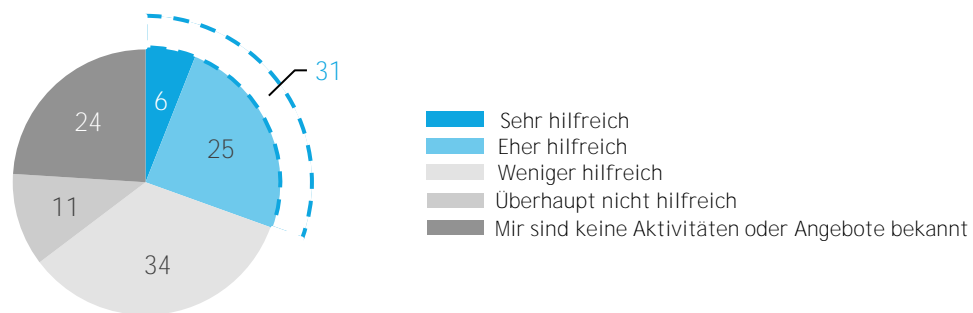 31
6
25
24
11
34
Sehr hilfreich
Eher hilfreich
Weniger hilfreich
Überhaupt nicht hilfreich
Mir sind keine Aktivitäten oder Angebote bekannt